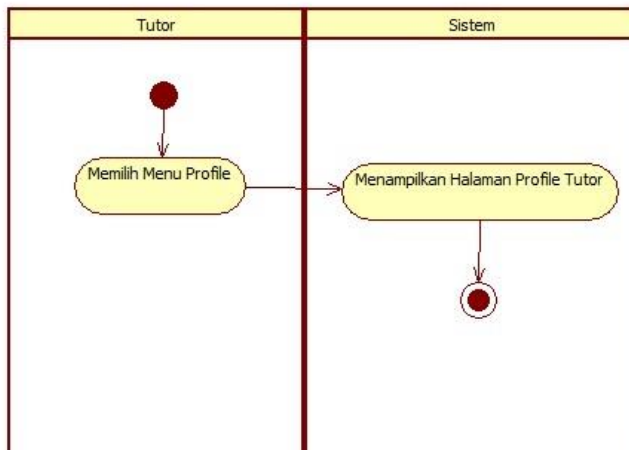 Tutor
Sistem
Memilih Menu Profile
Menampilkan Halaman Profile Tutor